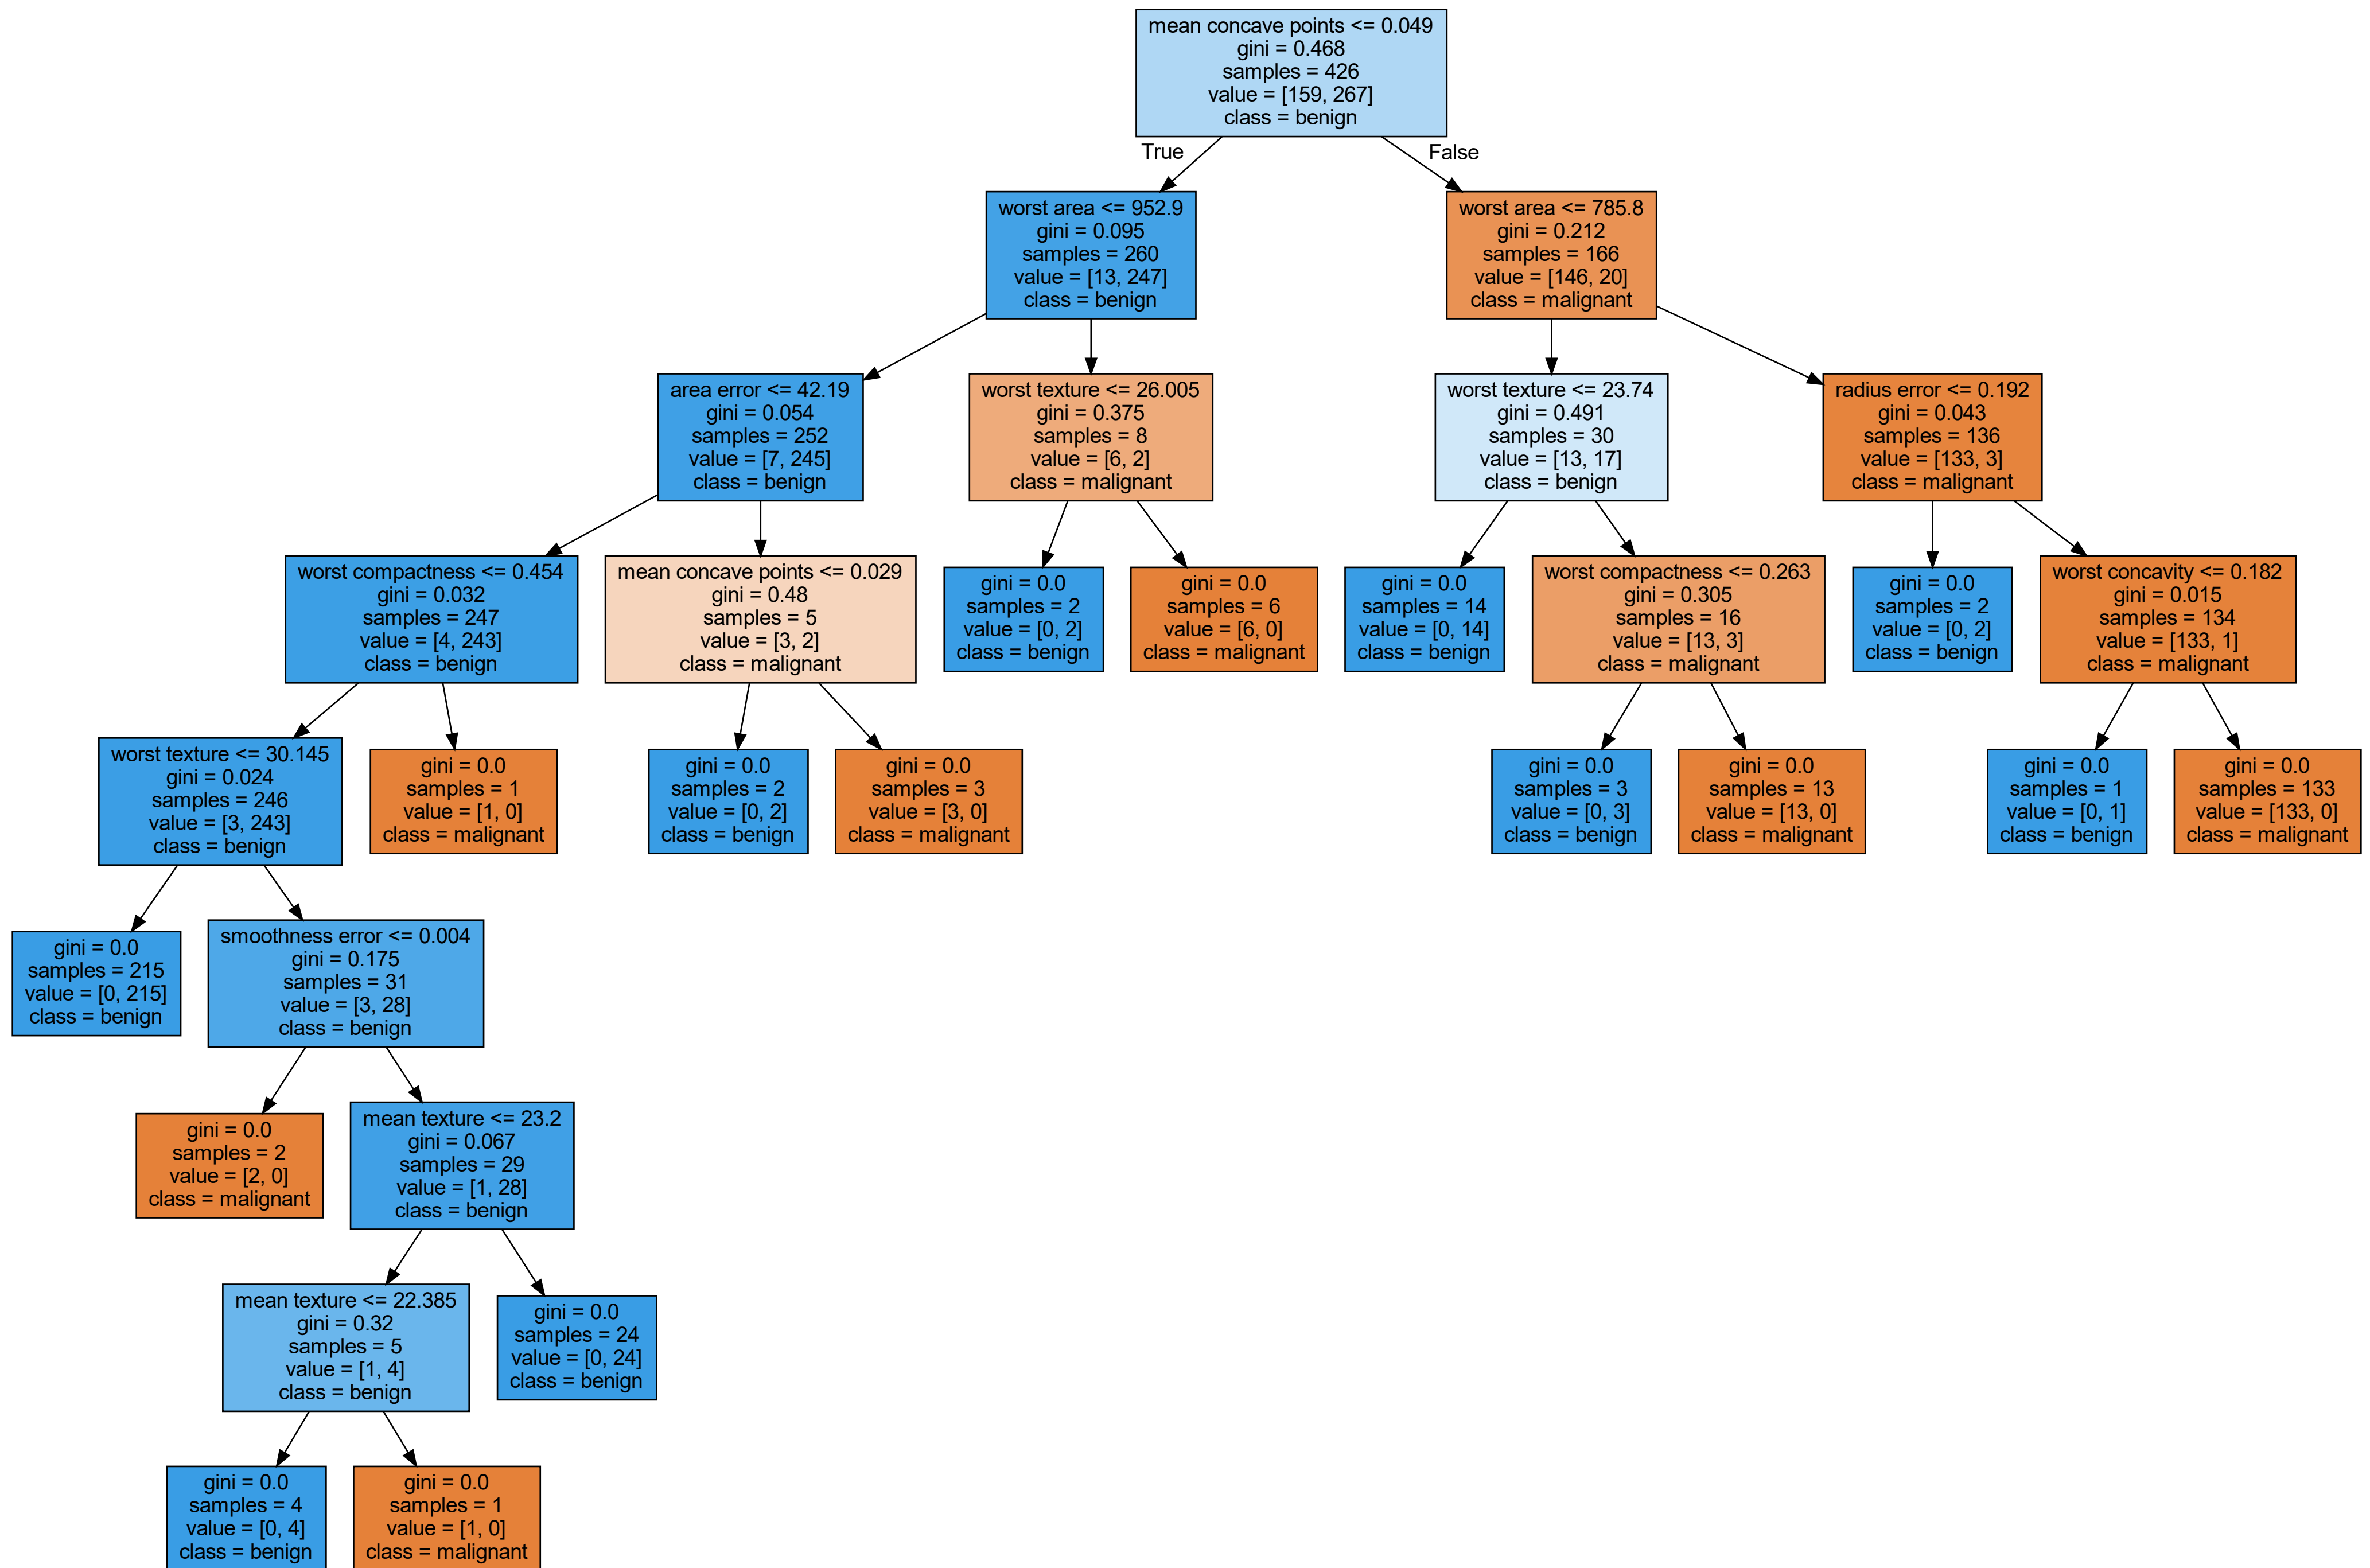 mean concave points <= 0.049
gini = 0.468
samples = 426
value = [159, 267]
class = benign
True
False
worst area <= 952.9
gini = 0.095
samples = 260
value = [13, 247]
class = benign
worst area <= 785.8
gini = 0.212
samples = 166
value = [146, 20]
class = malignant
area error <= 42.19
gini = 0.054
samples = 252
value = [7, 245]
class = benign
worst texture <= 26.005
gini = 0.375
samples = 8
value = [6, 2]
class = malignant
worst texture <= 23.74
gini = 0.491
samples = 30
value = [13, 17]
class = benign
radius error <= 0.192
gini = 0.043
samples = 136
value = [133, 3]
class = malignant
worst compactness <= 0.454
gini = 0.032
samples = 247
value = [4, 243]
class = benign
mean concave points <= 0.029
gini = 0.48
samples = 5
value = [3, 2]
class = malignant
gini = 0.0
samples = 2
value = [0, 2]
class = benign
gini = 0.0
samples = 6
value = [6, 0]
class = malignant
gini = 0.0
samples = 14
value = [0, 14]
class = benign
worst compactness <= 0.263
gini = 0.305
samples = 16
value = [13, 3]
class = malignant
gini = 0.0
samples = 2
value = [0, 2]
class = benign
worst concavity <= 0.182
gini = 0.015
samples = 134
value = [133, 1]
class = malignant
worst texture <= 30.145
gini = 0.024
samples = 246
value = [3, 243]
class = benign
gini = 0.0
samples = 1
value = [1, 0]
class = malignant
gini = 0.0
samples = 2
value = [0, 2]
class = benign
gini = 0.0
samples = 3
value = [3, 0]
class = malignant
gini = 0.0
samples = 3
value = [0, 3]
class = benign
gini = 0.0
samples = 13
value = [13, 0]
class = malignant
gini = 0.0
samples = 1
value = [0, 1]
class = benign
gini = 0.0
samples = 133
value = [133, 0]
class = malignant
gini = 0.0
samples = 215
value = [0, 215]
class = benign
smoothness error <= 0.004
gini = 0.175
samples = 31
value = [3, 28]
class = benign
gini = 0.0
samples = 2
value = [2, 0]
class = malignant
mean texture <= 23.2
gini = 0.067
samples = 29
value = [1, 28]
class = benign
mean texture <= 22.385
gini = 0.32
samples = 5
value = [1, 4]
class = benign
gini = 0.0
samples = 24
value = [0, 24]
class = benign
gini = 0.0
samples = 4
value = [0, 4]
class = benign
gini = 0.0
samples = 1
value = [1, 0]
class = malignant